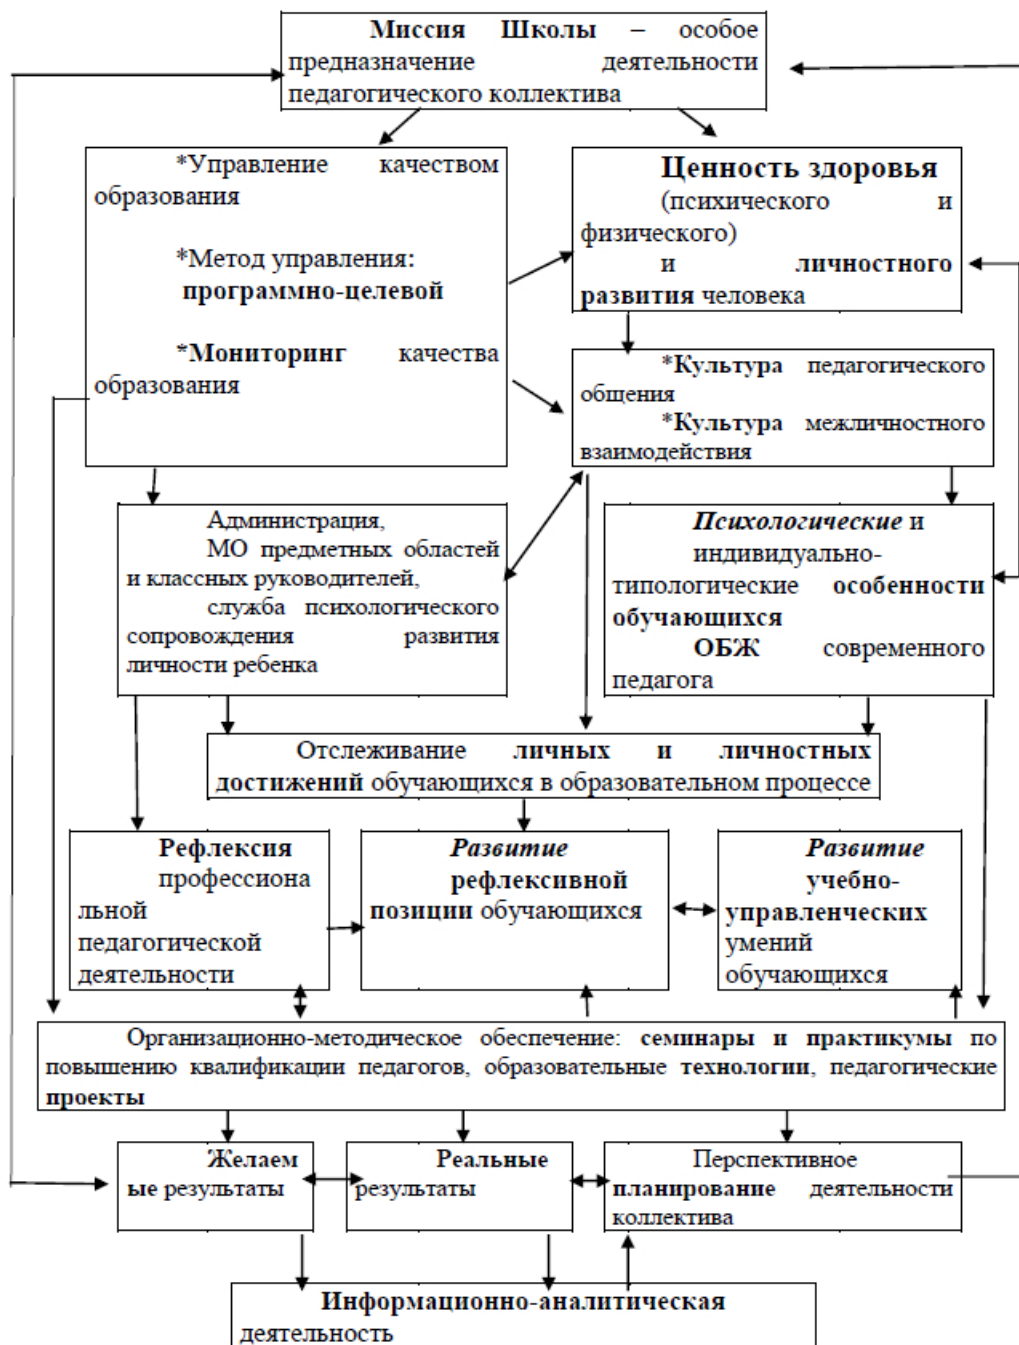 Миссия Школы – особое
предназначение деятельности
педагогического коллектива
*Управление качеством
образования
*Метод управления:
программно-целевой
*Мониторинг качества
образования
Ценность здоровья
(психического и
физического)
и личностного
развития человека
*Культура педагогического
общения
*Культура межличностного
взаимодействия
Администрация,
МО предметных областей
и классных руководителей,
служба психологического
сопровождения развития
личности ребенка
Психологические и
индивидуально-
типологические особенности
обучающихся
ОБЖ современного
педагога
Отслеживание личных и личностных
достижений обучающихся в образовательном процессе
Рефлексия
профессиона
льной
педагогической
деятельности
Развитие
рефлексивной
позиции обучающихся
Развитие
учебно-
управленческих
умений
обучающихся
Организационно-методическое обеспечение: семинары и практикумы по
повышению квалификации педагогов, образовательные технологии, педагогические
проекты
Желаем
ые результаты
Реальные
результаты
Перспективное
планирование деятельности
коллектива
Информационно-аналитическая
деятельность